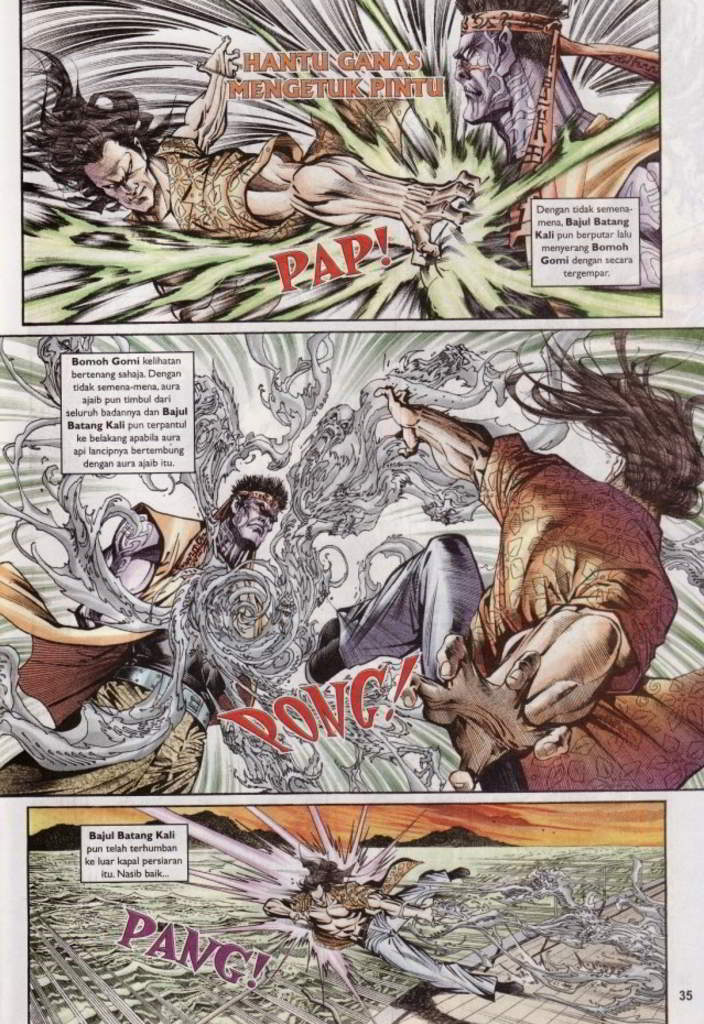 HANTU GANAS
MENGETUK PINTU
Dengan tidak semena-
mena, Bajul Batang
Kali pun berputar lalu
menyerang Bomoh
Gomi dengan secara
tergempar.
PAP!
Bomoh Gomi kelihatan
bertenang sahaja. Dengan
tidak semena-mena, aura
ajaib pun timbul dari
seluruh badannya dan Bajul
Batang Kali pun terpantul
ke belakang apabila aura
api lancipnya bertembung
dengan aura ajaib itu.
PONG!
Bajul Batang Kali
pun telah terhumban
ke luar kapal persiaran
itu. Nasib baik...
PANG!
35